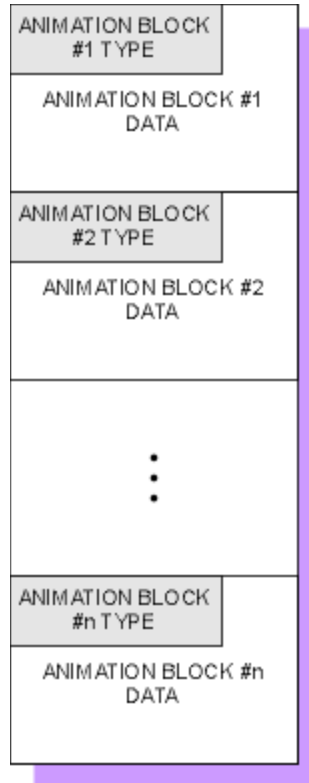 ANIMATION BLOCK
#1 TYPE
ANIMATION BLOCK #1
DATA
ANIMATION BLOCK
#2 TYPE
ANIMATION BLOCK #2
DATA
ANIMATION BLOCK
#n TYPE
ANIMATION BLOCK #n
DATA